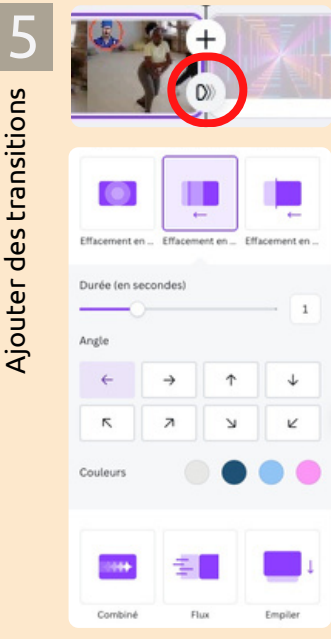 5
Ajouter des transitions
Effacement en ... Effacement en ... Effacement en ...
Durée (en secondes)
1
Angle
Couleurs
Combiné Flux Empiler